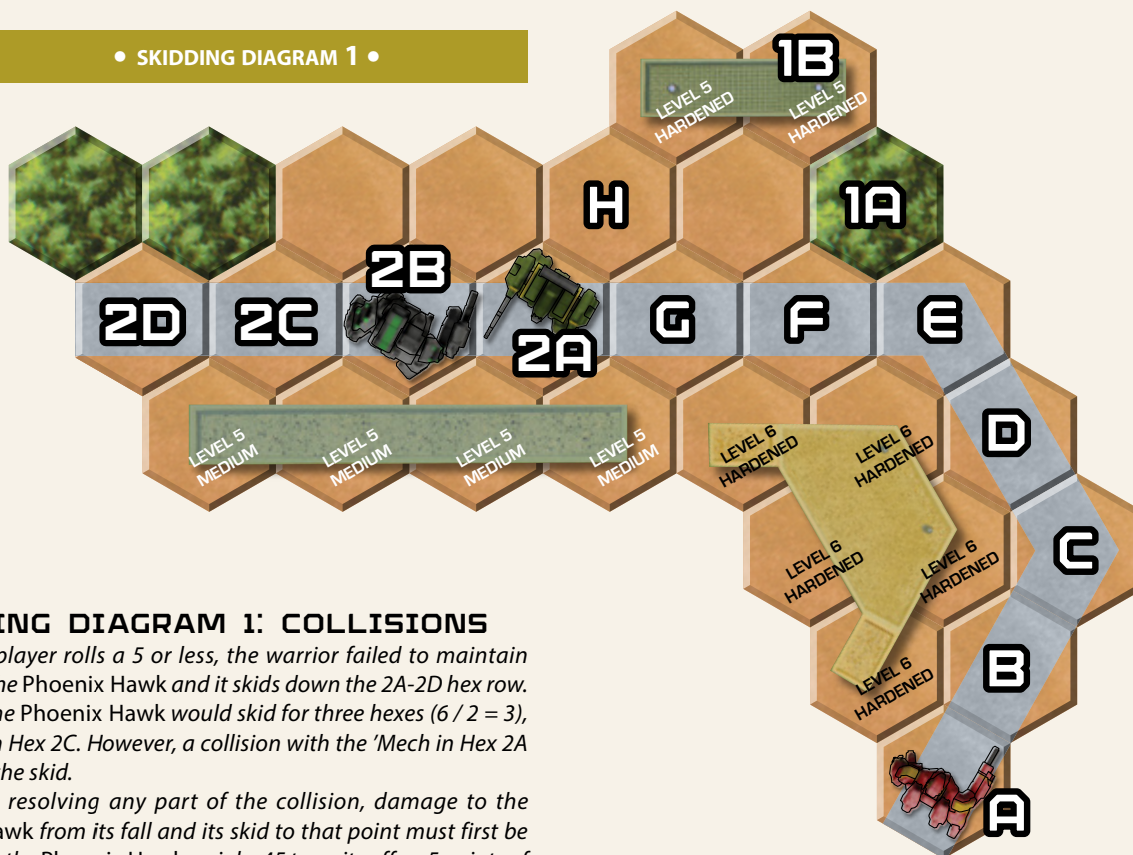 • SKIDDING DIAGRAM 1 •
1B
LEVEL 5
HARDENED
LEVEL 5
HARDENED
H
1A
2B
2D
2C
2A
G
F
E
LEVEL 5
MEDIUM
LEVEL 5
MEDIUM
LEVEL 5
MEDIUM
LEVEL 5
MEDIUM
LEVEL 6
HARDENED
LEVEL 6
HARDENED
D
LEVEL 6
HARDENED
LEVEL 6
HARDENED
C
LEVEL 6
HARDENED
B
A
ING DIAGRAM 1: COLLISIONS
player rolls a 5 or less, the warrior failed to maintain
Phoenix Hawk and it skids down the 2A-2D hex row.
Phoenix Hawk would skid for three hexes (6 / 2 = 3),
Hex 2C. However, a collision with the ’Mech in Hex 2A
the skid.
resolving any part of the collision, damage to the
from its fall and its skid to that point must first be